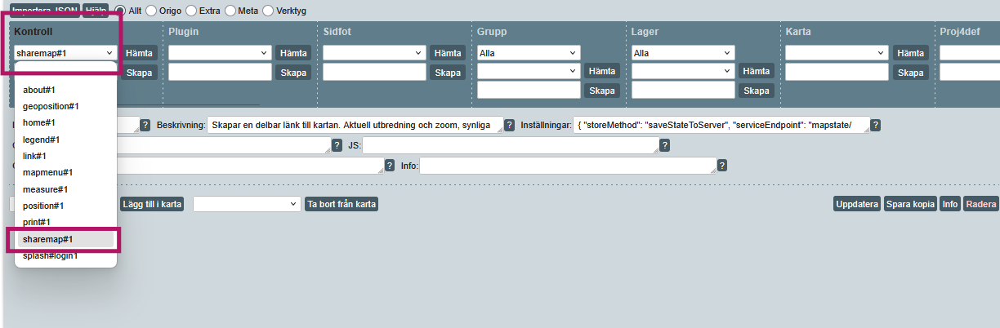 Importera JSON Hjälp Allt Origo Extra Meta Verktyg
Kontroll Plugin Sidfot Grupp Lager Karta Proj4def
sharemap#1 Hämta Hämta Hämta Alla Alla Hämta
Skapa Skapa Skapa Hämta Hämta Skapa
Skapa Skapa
about#1
geoposition#1
home#1
legend#1
link#1
mapmenu#1
measure#1
position#1
print#1
sharemap#1
splash#login1
? Beskrivning: Skapar en delbar länk till kartan. Aktuell utbredning och zoom, synliga ? Inställningar: { "storeMethod": "saveStateToServer", "serviceEndpoint": "mapstate/ ?
? JS: ?
? Info: ?
Lägg till i karta Ta bort från karta Uppdatera Spara kopia Info Radera